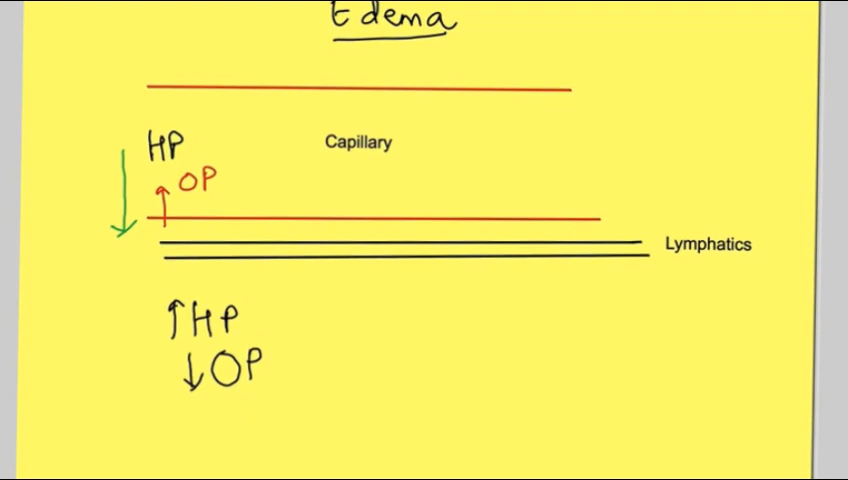 Edema
HP
Capillary
↑ OP
Lymphatics
↑HP
↓OP